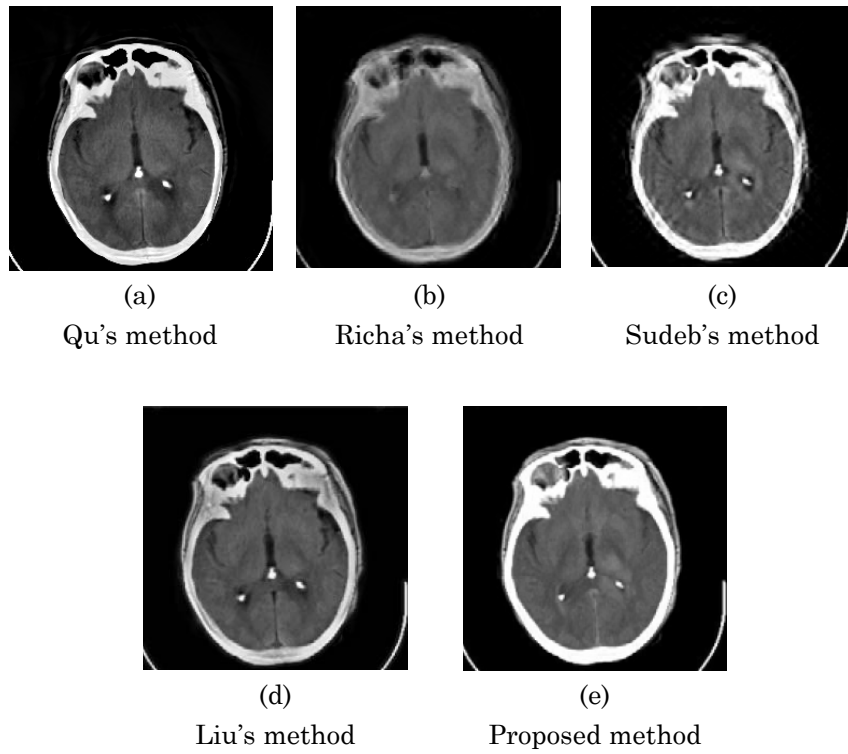 (a)
Qu’s method
(b)
Richa’s method
(c)
Sudeb’s method
(d)
Liu’s method
(e)
Proposed method